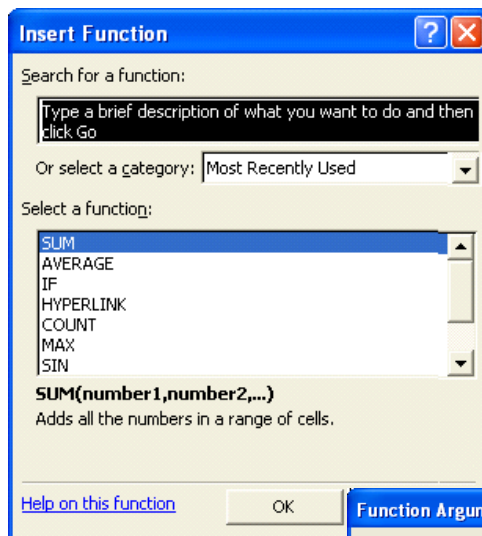 Insert Function
Search for a function:
Type a brief description of what you want to do and then
click Go
Or select a category: Most Recently Used
Select a function:
SUM
AVERAGE
IF
HYPERLINK
COUNT
MAX
SIN
SUM(number1,number2,...)
Adds all the numbers in a range of cells.
Help on this function OK Function Argum